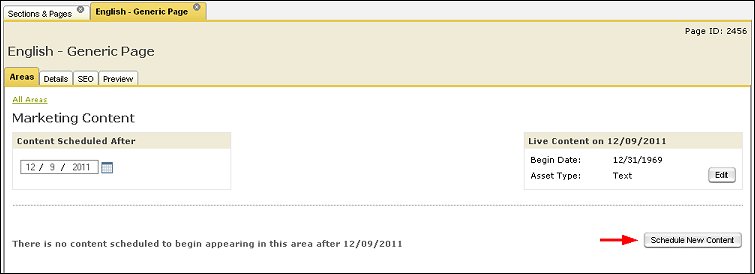 Sections & Pages
English - Generic Page
Page ID: 2456
English - Generic Page
Areas Details SEO Preview
All Areas
Marketing Content
Content Scheduled After
12 / 9 / 2011
Live Content on 12/09/2011
Begin Date: 12/31/1969
Asset Type: Text
Edit
There is no content scheduled to begin appearing in this area after 12/09/2011
Schedule New Content